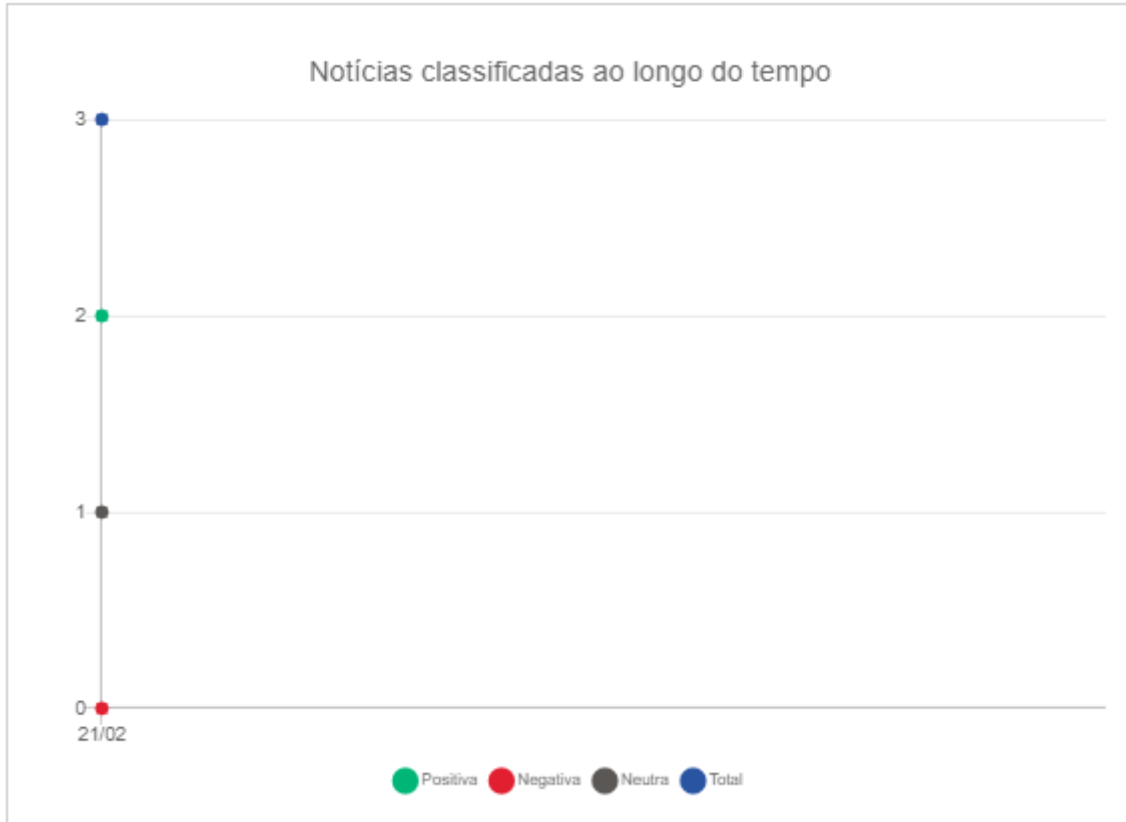 Notícias classificadas ao longo do tempo
3
2
1
0
21/02
Positiva Negativa Neutra Total